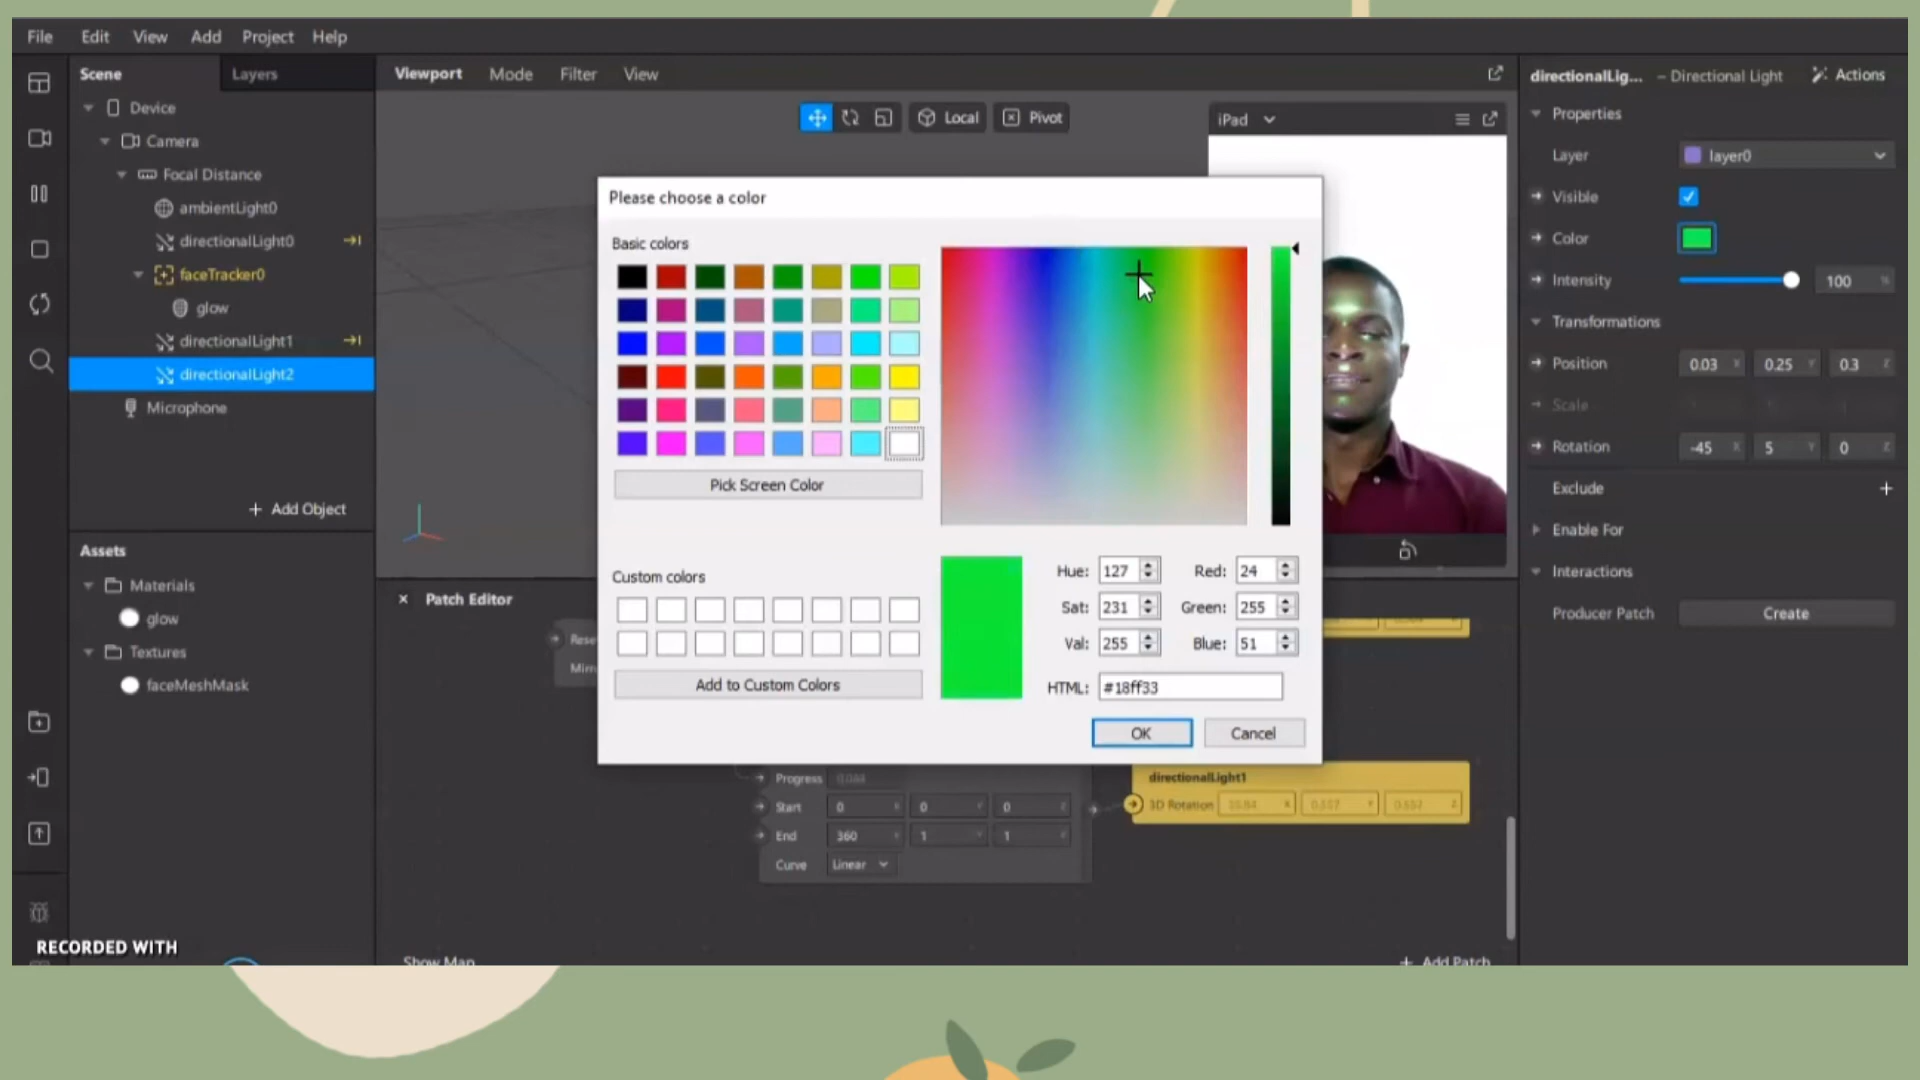 File Edit View Add Project Help
Scene Layers
Viewport Mode Filter View
directionalLig... – Directional Light Actions
Device
Camera
Focal Distance
ambientLight0
directionalLight0
faceTracker0
glow
directionalLight1
directionalLight2
Microphone
+ Add Object
Assets
Materials
glow
Textures
faceMeshMask
Local Pivot
iPad
Please choose a color
Basic colors
Pick Screen Color
Custom colors
Add to Custom Colors
Hue: 127 Red: 24
Sat: 231 Green: 255
Val: 255 Blue: 51
HTML: #18ff33
OK Cancel
Properties
Layer layer0
Visible
Color
Intensity 100 %
Transformations
Position 0.03 X 0.25 Y 0.3 Z
Scale
Rotation -45 X 5 Y 0 Z
Exclude +
Enable For
Interactions
Producer Patch Create
× Patch Editor
Progress 0.044
Start 0 0 0
End 360 1 1
Curve Linear
directionalLight1
3D Rotation
Show Map
+ Add Patch
RECORDED WITH